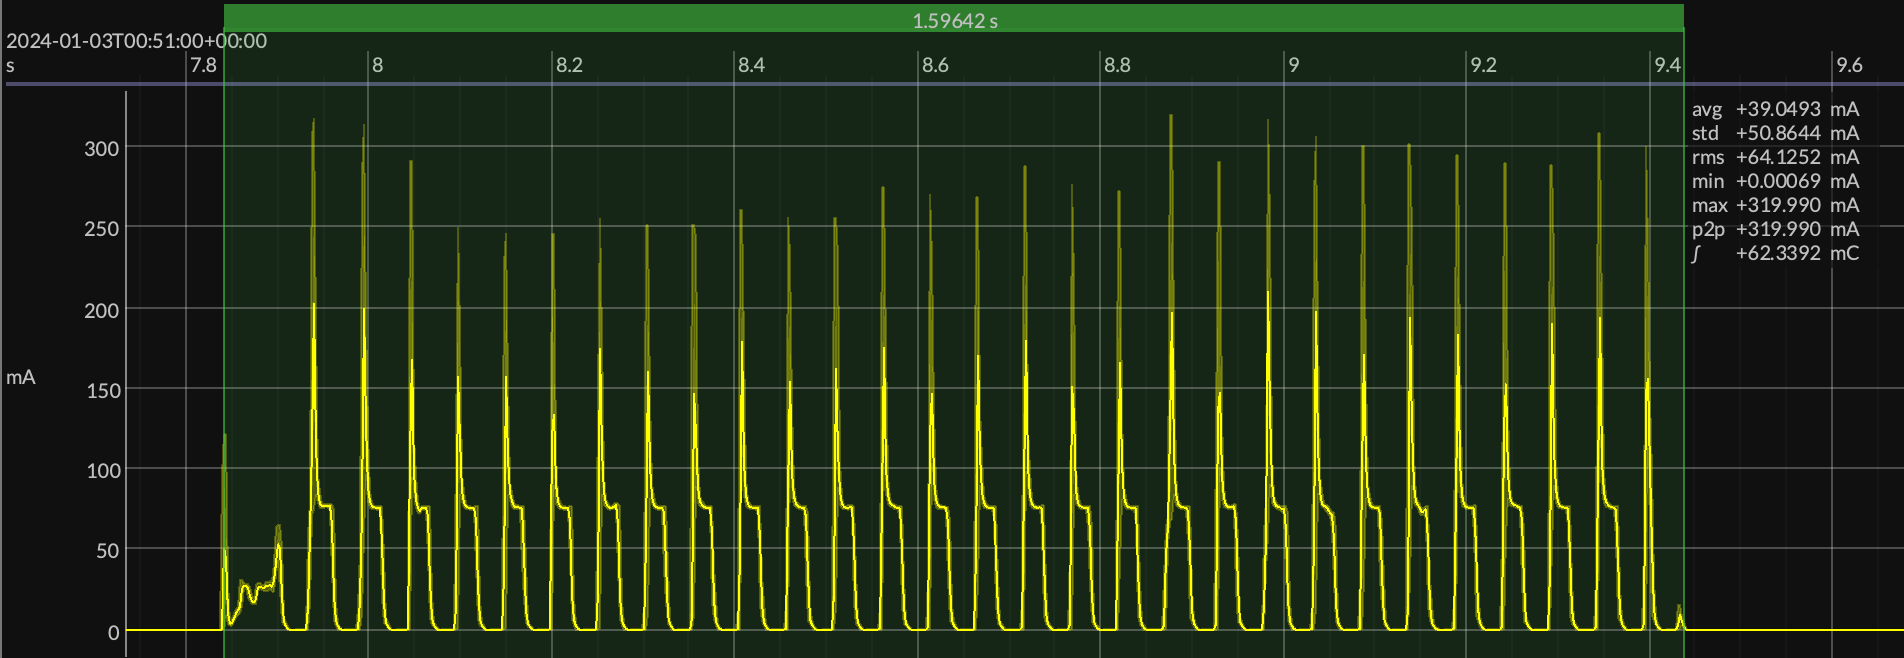 1.59642 s
2024-01-03T00:51:00+00:00
s 7.8 8 8.2 8.4 8.6 8.8 9 9.2 9.4 9.6
avg +39.0493 mA
std +50.8644 mA
rms +64.1252 mA
min +0.00069 mA
max +319.990 mA
p2p +319.990 mA
∫ +62.3392 mC
300
250
200
150
mA
100
50
0